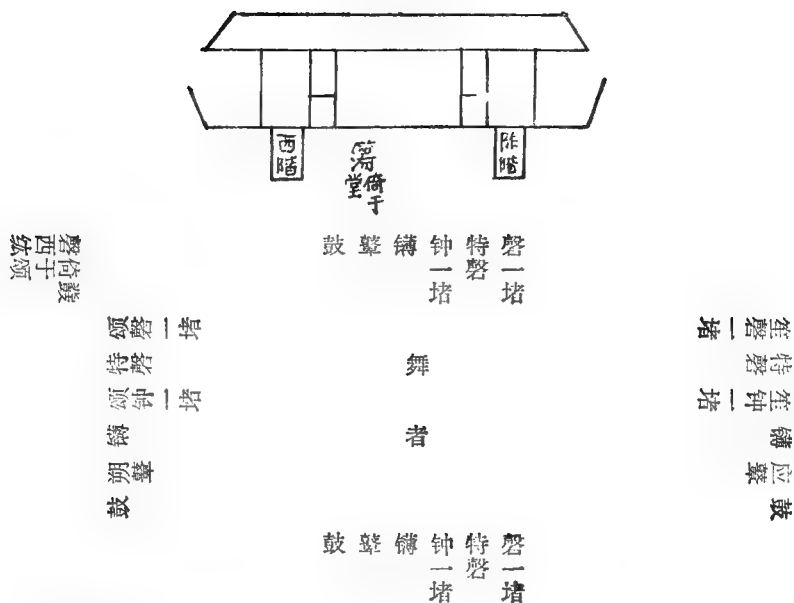 西階
簜倚于堂
阼階
磬一堵
特磬
钟一堵
镈
鼙
鼓
鼗倚于颂
磬西纮
颂磬一堵
特磬
颂钟一堵
镈
朔鼙
鼓
舞者
笙磬一堵
特磬
笙钟一堵
镈
应鼙
鼓
磬一堵
特磬
钟一堵
镈
鼙
鼓